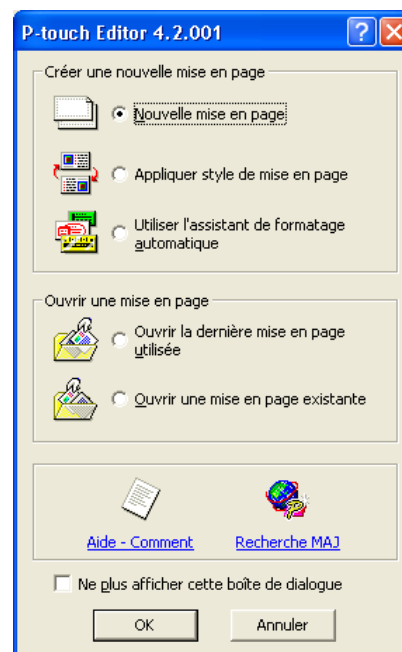 P-touch Editor 4.2.001
Créer une nouvelle mise en page
Nouvelle mise en page
Appliquer style de mise en page
Utiliser l'assistant de formatage
automatique
Ouvrir une mise en page
Ouvrir la dernière mise en page
utilisée
Ouvrir une mise en page existante
Aide - Comment
Recherche MAJ
Ne plus afficher cette boîte de dialogue
OK
Annuler